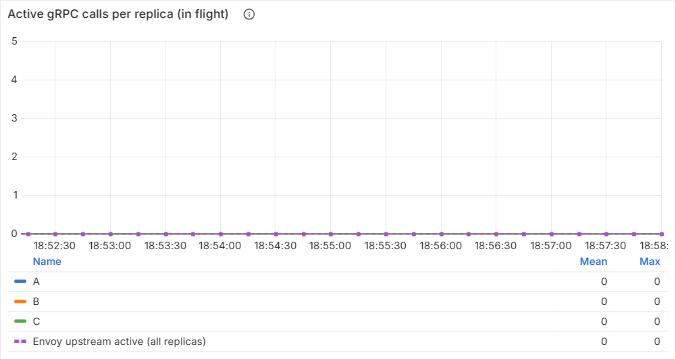 Active gRPC calls per replica (in flight)
5
4
3
2
1
0
18:52:30 18:53:00 18:53:30 18:54:00 18:54:30 18:55:00 18:55:30 18:56:00 18:56:30 18:57:00 18:57:30 18:58:
Name Mean Max
A 0 0
B 0 0
C 0 0
Envoy upstream active (all replicas) 0 0